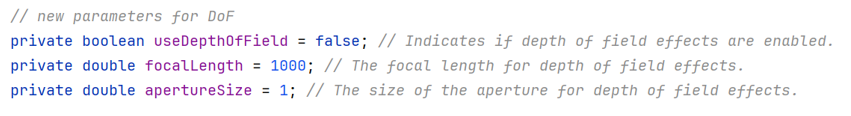 // new parameters for DoF
private boolean useDepthOfField = false; // Indicates if depth of field effects are enabled.
private double focalLength = 1000; // The focal length for depth of field effects.
private double apertureSize = 1; // The size of the aperture for depth of field effects.